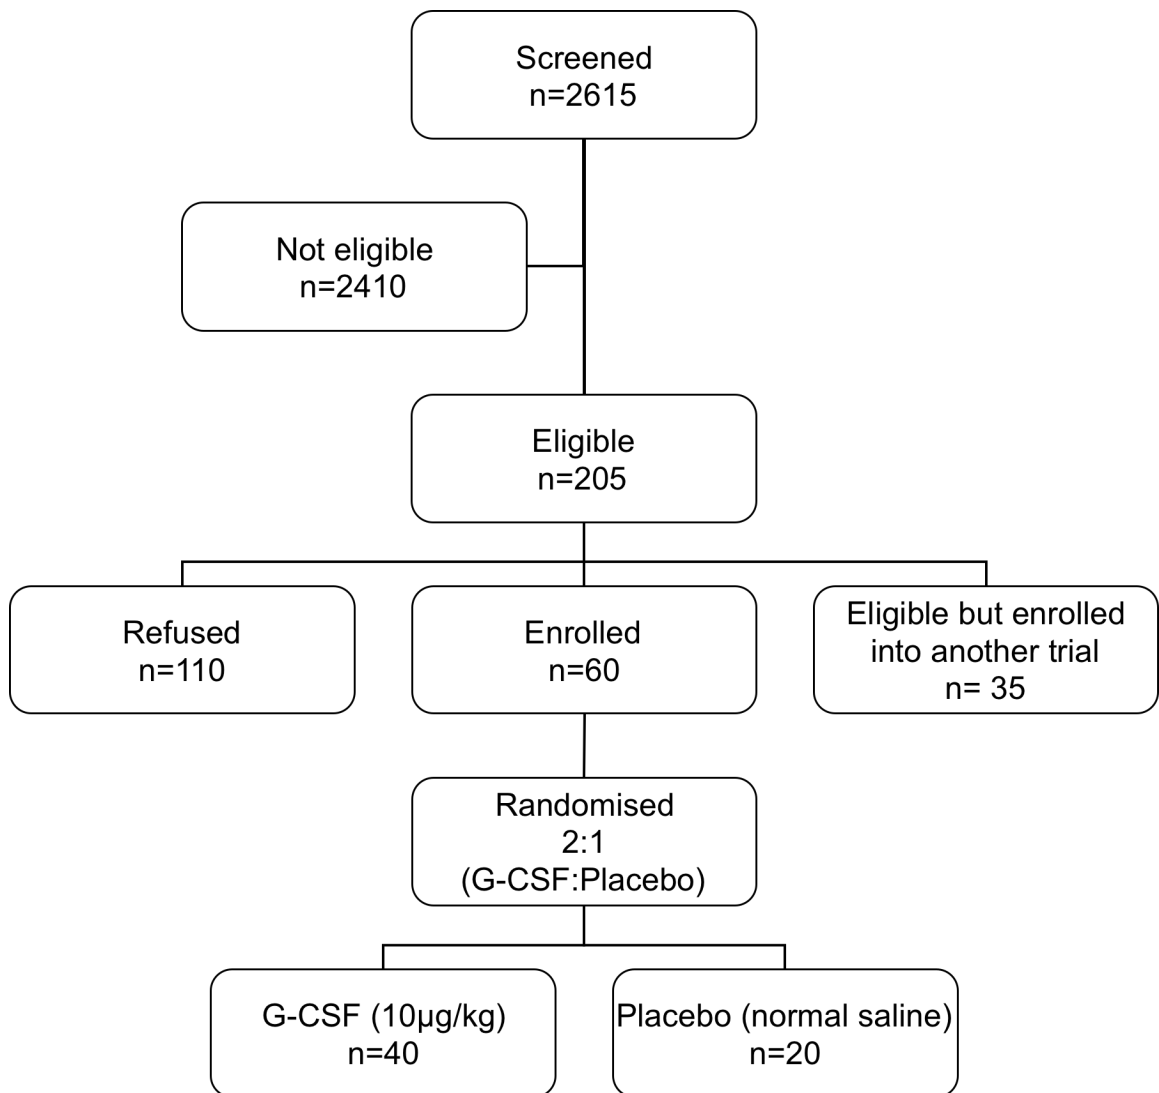 Screened
n=2615
Not eligible
n=2410
Eligible
n=205
Refused
n=110
Enrolled
n=60
Eligible but enrolled
into another trial
n= 35
Randomised
2:1
(G-CSF:Placebo)
G-CSF (10µg/kg)
n=40
Placebo (normal saline)
n=20